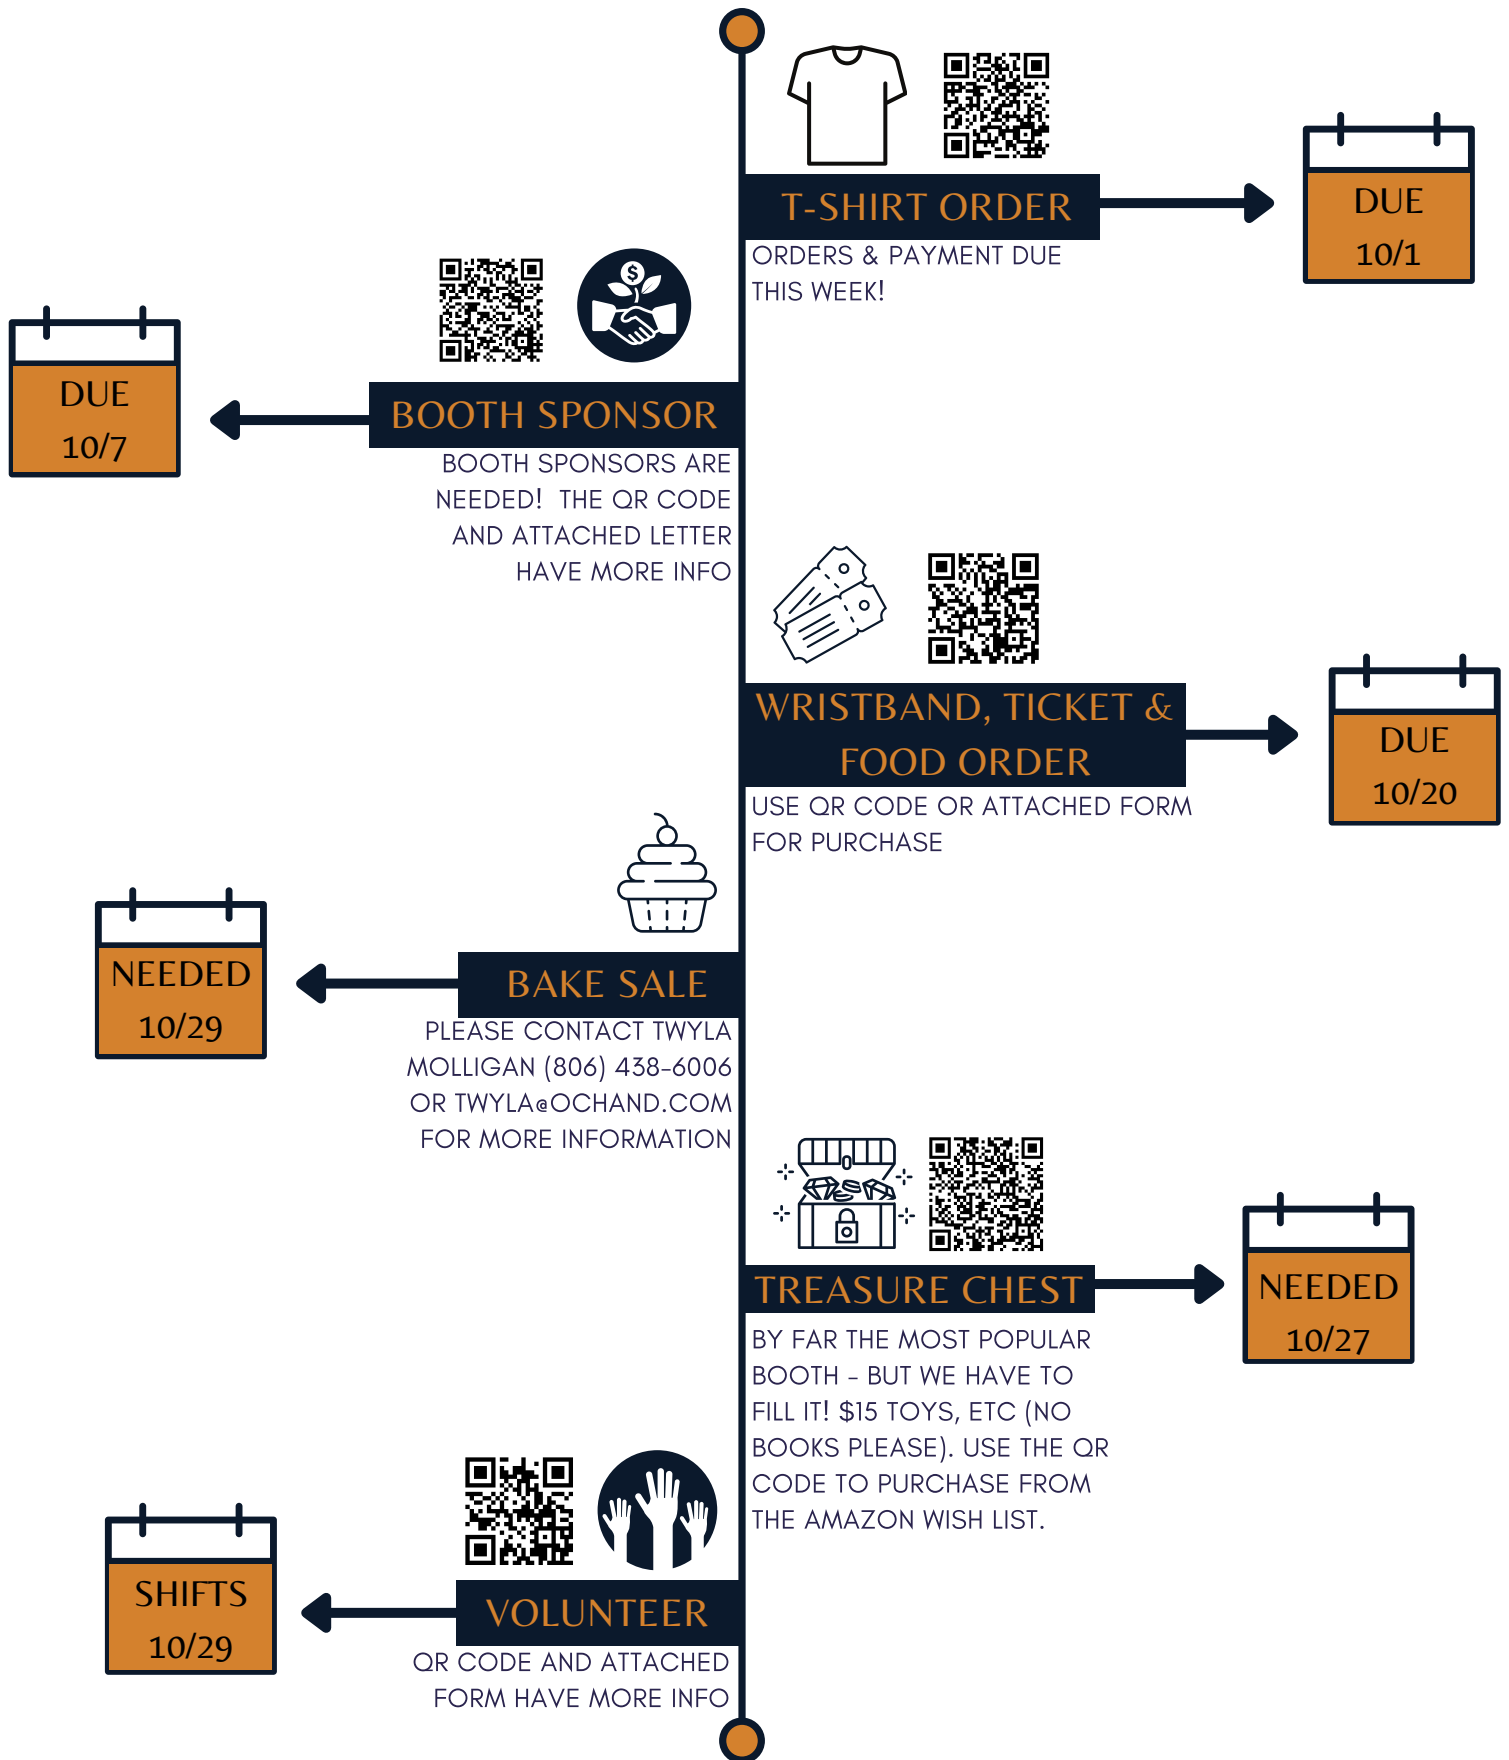 T-SHIRT ORDER
DUE
10/1
ORDERS & PAYMENT DUE
THIS WEEK!
BOOTH SPONSOR
DUE
10/7
BOOTH SPONSORS ARE
NEEDED! THE QR CODE
AND ATTACHED LETTER
HAVE MORE INFO
WRISTBAND, TICKET &
FOOD ORDER
DUE
10/20
USE QR CODE OR ATTACHED FORM
FOR PURCHASE
BAKE SALE
NEEDED
10/29
PLEASE CONTACT TWYLA
MOLLIGAN (806) 438-6006
OR TWYLA@OCHAND.COM
FOR MORE INFORMATION
TREASURE CHEST
NEEDED
10/27
BY FAR THE MOST POPULAR
BOOTH - BUT WE HAVE TO
FILL IT! $15 TOYS, ETC (NO
BOOKS PLEASE). USE THE QR
CODE TO PURCHASE FROM
THE AMAZON WISH LIST.
VOLUNTEER
SHIFTS
10/29
QR CODE AND ATTACHED
FORM HAVE MORE INFO